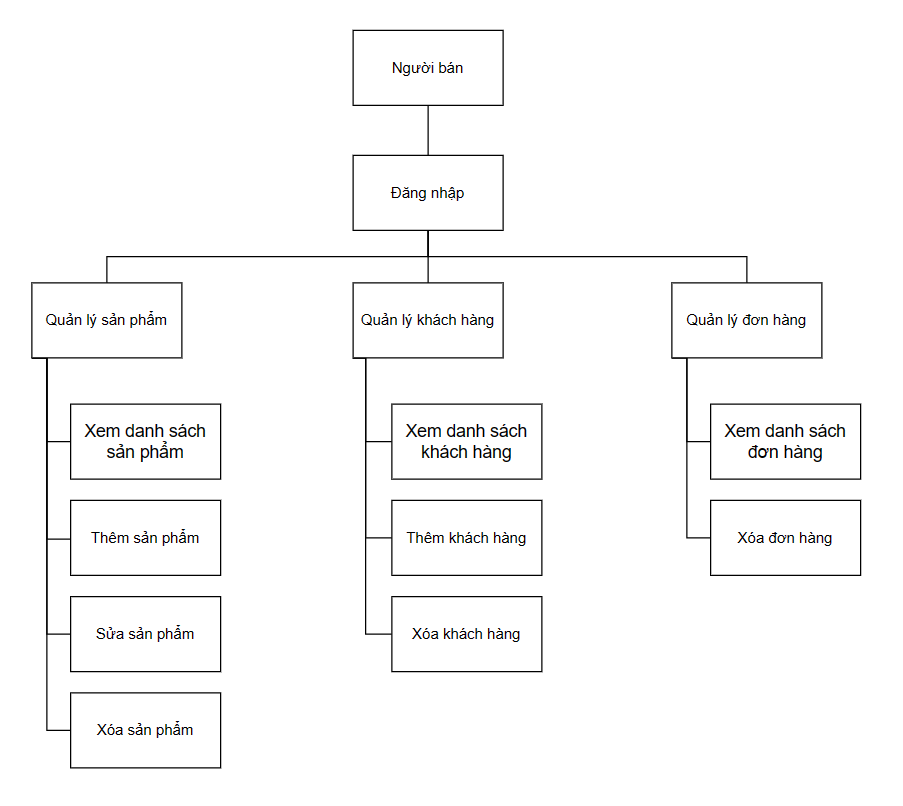 Người bán
Đăng nhập
Quản lý sản phẩm
Quản lý khách hàng
Quản lý đơn hàng
Xem danh sách
sản phẩm
Thêm sản phẩm
Sửa sản phẩm
Xóa sản phẩm
Xem danh sách
khách hàng
Thêm khách hàng
Xóa khách hàng
Xem danh sách
đơn hàng
Xóa đơn hàng